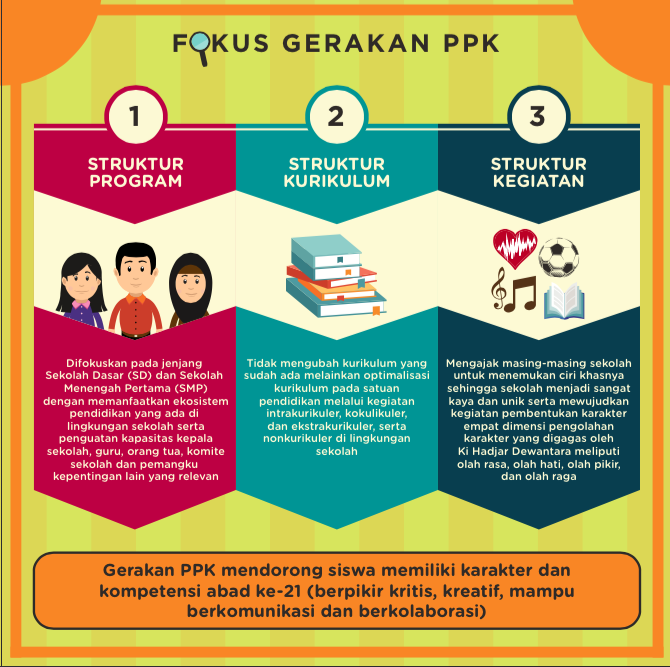 FOKUS GERAKAN PPK
1
STRUKTUR
PROGRAM
Difokuskan pada jenjang
Sekolah Dasar (SD) dan Sekolah
Menengah Pertama (SMP)
dengan memanfaatkan ekosistem
pendidikan yang ada di
lingkungan sekolah serta
penguatan kapasitas kepala
sekolah, guru, orang tua, komite
sekolah dan pemangku
kepentingan lain yang relevan
2
STRUKTUR
KURIKULUM
Tidak mengubah kurikulum yang
sudah ada melainkan optimalisasi
kurikulum pada satuan
pendidikan melalui kegiatan
intrakurikuler, kokulikuler,
dan ekstrakurikuler, serta
nonkurikuler di lingkungan
sekolah
3
STRUKTUR
KEGIATAN
Mengajak masing-masing sekolah
untuk menemukan ciri khasnya
sehingga sekolah menjadi sangat
kaya dan unik serta mewujudkan
kegiatan pembentukan karakter
empat dimensi pengolahan
karakter yang digagas oleh
Ki Hadjar Dewantara meliputi
olah rasa, olah hati, olah pikir,
dan olah raga
Gerakan PPK mendorong siswa memiliki karakter dan
kompetensi abad ke-21 (berpikir kritis, kreatif, mampu
berkomunikasi dan berkolaborasi)